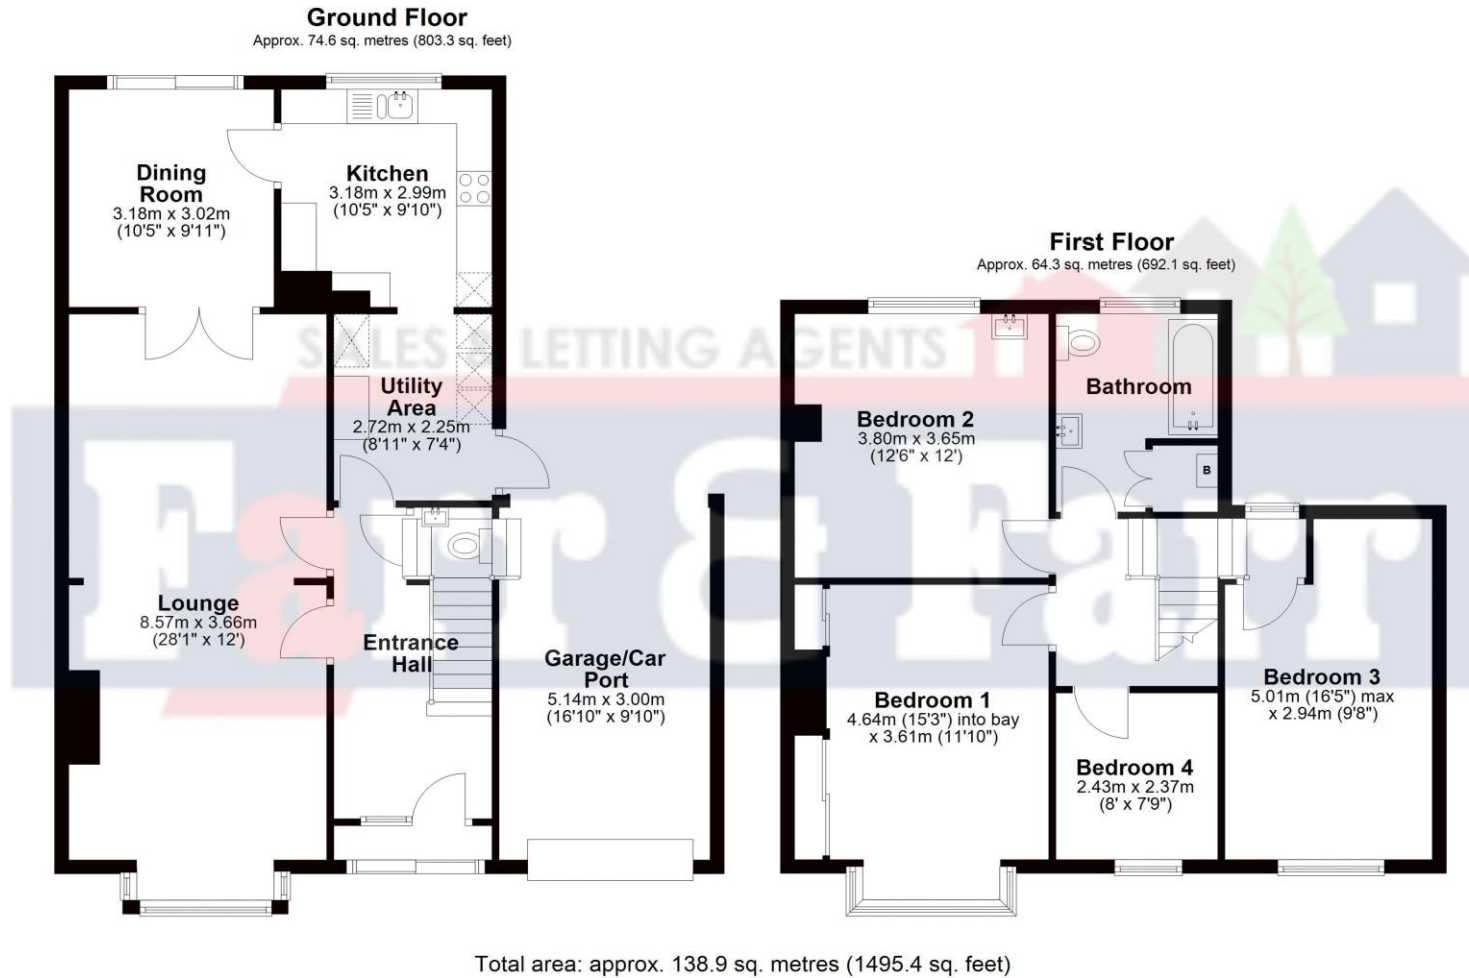 Ground Floor
Approx. 74.6 sq. metres (803.3 sq. feet)
Dining
Room
3.18m x 3.02m
(10'5" x 9'11")
Kitchen
3.18m x 2.99m
(10'5" x 9'10")
Utility
Area
2.72m x 2.25m
(8'11" x 7'4")
Lounge
8.57m x 3.66m
(28'1" x 12')
Entrance
Hall
Garage/Car
Port
5.14m x 3.00m
(16'10" x 9'10")
First Floor
Approx. 64.3 sq. metres (692.1 sq. feet)
Bedroom 2
3.80m x 3.65m
(12'6" x 12')
Bathroom
B
Bedroom 1
4.64m (15'3") into bay
x 3.61m (11'10")
Bedroom 4
2.43m x 2.37m
(8' x 7'9")
Bedroom 3
5.01m (16'5") max
x 2.94m (9'8")
SALES & LETTING AGENTS
Farr & Farr
Total area: approx. 138.9 sq. metres (1495.4 sq. feet)